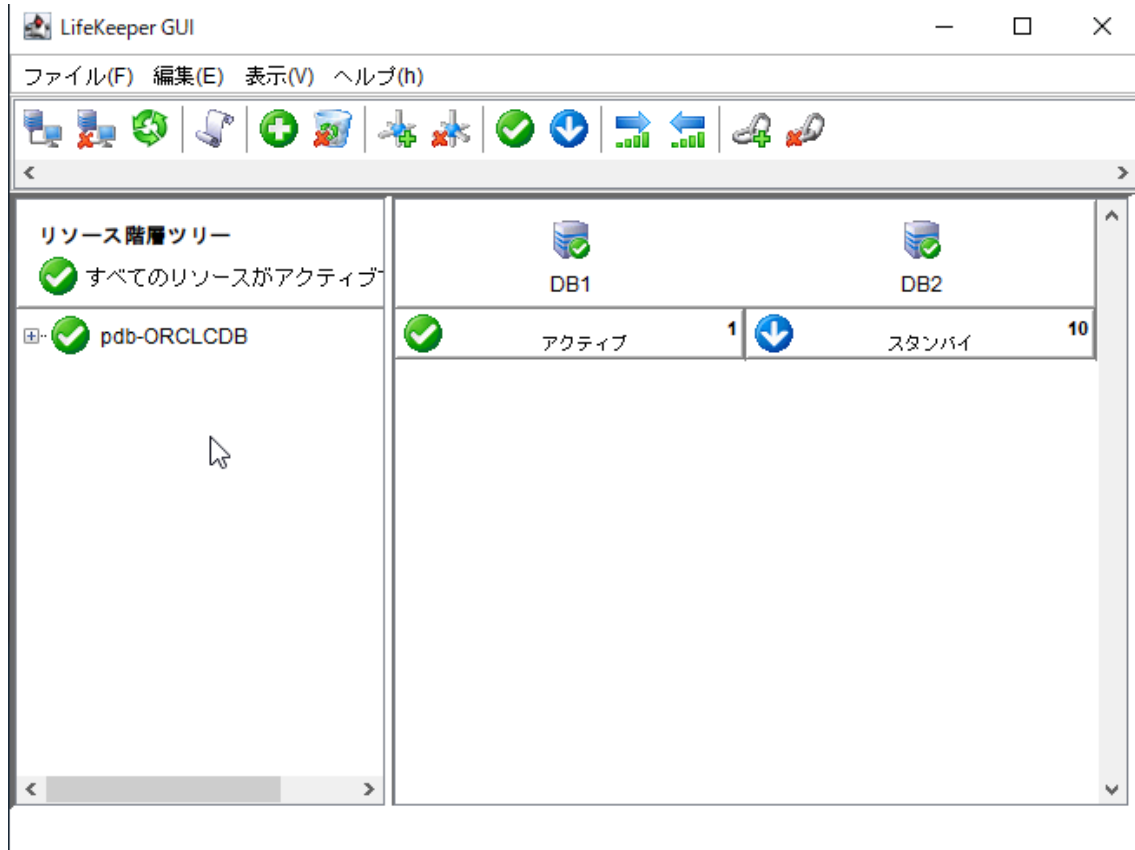 LifeKeeper GUI
ファイル(F) 編集(E) 表示(V) ヘルプ(h)
リソース階層ツリー
すべてのリソースがアクティブ
DB1
DB2
pdb-ORCLCDB
アクティブ 1
スタンバイ 10